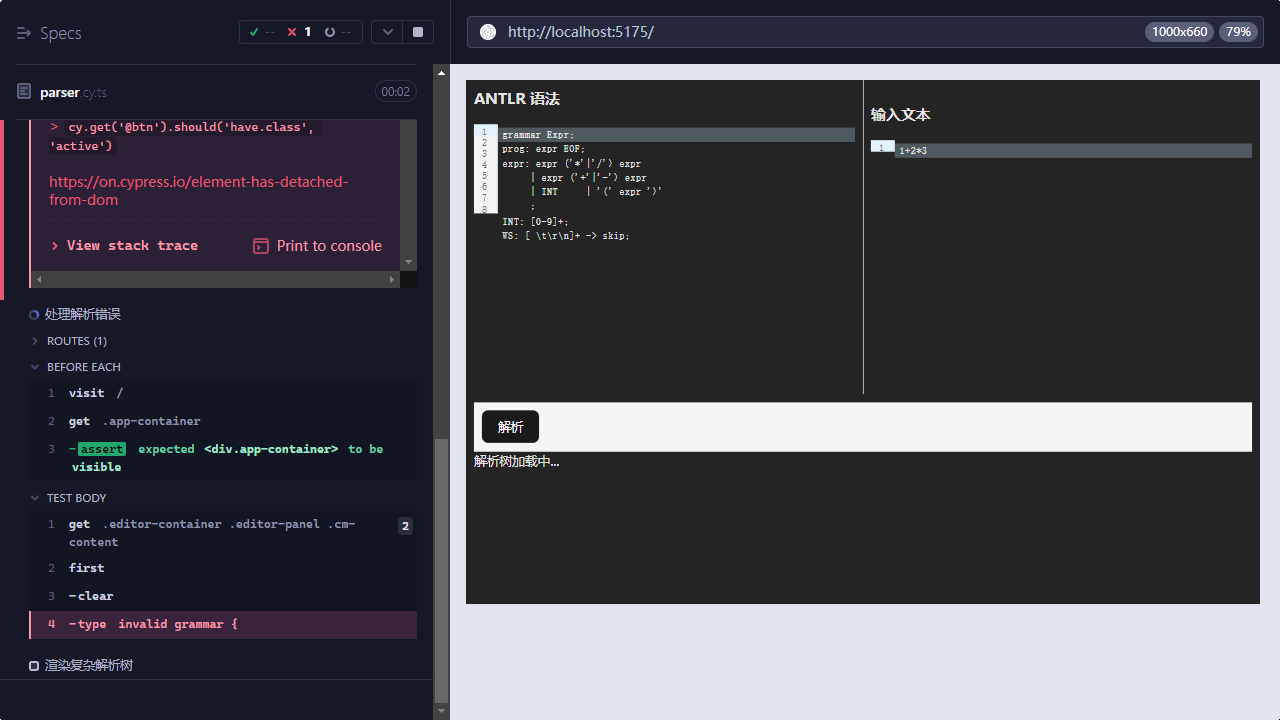 Specs
-- 1 --
parser.cy.ts
00:02
> cy.get('@btn').should('have.class',
'active')
https://on.cypress.io/element-has-detached-
from-dom
View stack trace
Print to console
处理解析错误
ROUTES (1)
BEFORE EACH
1 visit /
2 get .app-container
3 -assert expected <div.app-container> to be
visible
TEST BODY
1 get .editor-container .editor-panel .cm-
content
2
2 first
3 -clear
4 -type invalid grammar {
渲染复杂解析树
http://localhost:5175/
1000x660
79%
ANTLR 语法
1
2
3
4
5
6
7
8
grammar Expr;
prog: expr EOF;
expr: expr ('*'|'/') expr
| expr ('+'|'-') expr
| INT | '(' expr ')'
;
INT: [0-9]+;
WS: [ \t\r\n]+ -> skip;
输入文本
1 1+2*3
解析
解析树加载中...